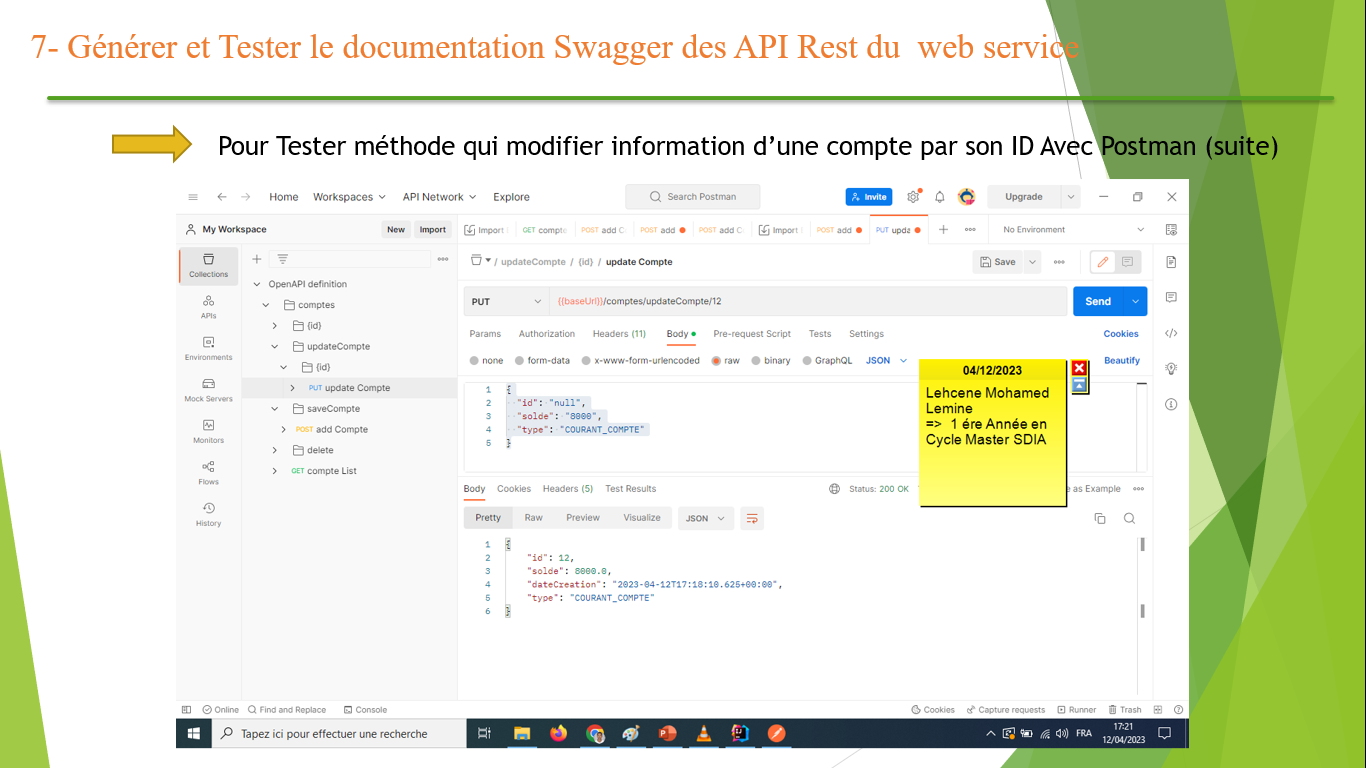 7- Générer et Tester le documentation Swagger des API Rest du  web service
Pour Tester méthode qui modifier information d’une compte par son ID Avec Postman (suite)
Home Workspaces API Network Explore Search Postman Invite Upgrade
My Workspace New Import Import GET compte POST add C POST add POST add C Import POST add PUT upda No Environment
Collections
APIs
Environments
Mock Servers
Monitors
Flows
History
OpenAPI definition
comptes
{id}
updateCompte
{id}
PUT update Compte
saveCompte
POST add Compte
delete
GET compte List
/ updateCompte / {id} / update Compte Save
PUT {{baseUrl}}/comptes/updateCompte/12 Send
Params Authorization Headers (11) Body Pre-request Script Tests Settings Cookies
none form-data x-www-form-urlencoded raw binary GraphQL JSON Beautify
1 {
2 "id": "null",
3 "solde": "8000",
4 "type": "COURANT_COMPTE"
5 }
04/12/2023
Lehcene Mohamed
Lemine
=> 1 ére Année en
Cycle Master SDIA
Body Cookies Headers (5) Test Results Status: 200 OK e as Example
Pretty Raw Preview Visualize JSON
1 {
2 "id": 12,
3 "solde": 8000.0,
4 "dateCreation": "2023-04-12T17:18:10.625+00:00",
5 "type": "COURANT_COMPTE"
6 }
Online Find and Replace Console Cookies Capture requests Runner Trash
Tapez ici pour effectuer une recherche FRA 17:21
12/04/2023